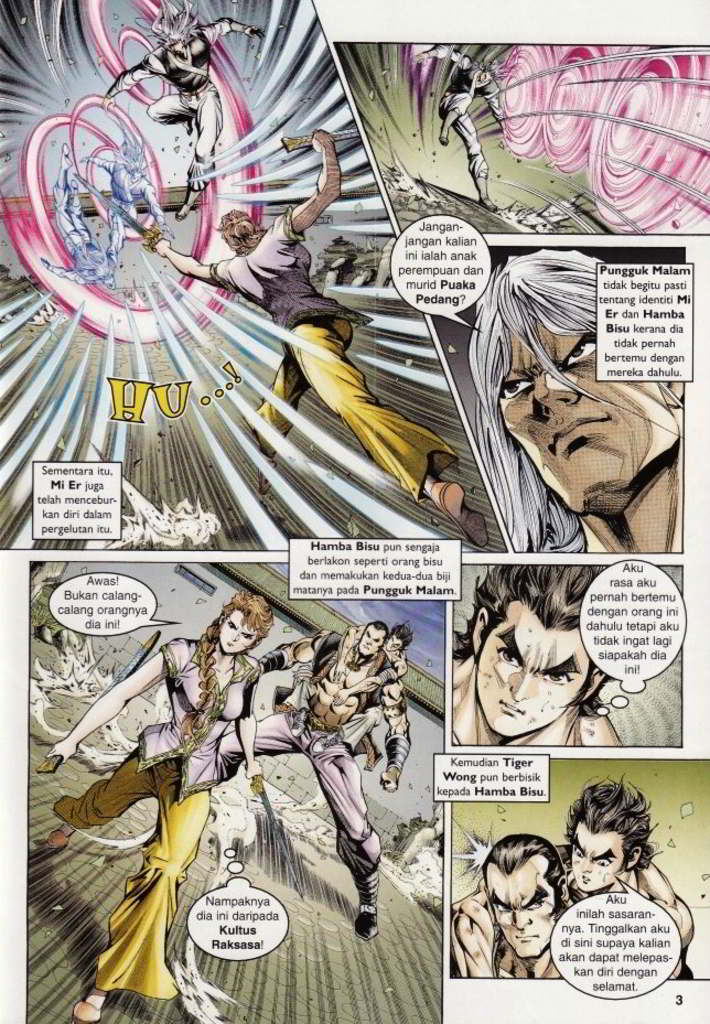 HU...!
Sementara itu,
Mi Er juga
telah mencebur-
kan diri dalam
pergelutan itu.
Jangan-
jangan kalian
ini ialah anak
perempuan dan
murid Puaka
Pedang?
Pungguk Malam
tidak begitu pasti
tentang identiti Mi
Er dan Hamba
Bisu kerana dia
tidak pernah
bertemu dengan
mereka dahulu.
Hamba Bisu pun sengaja
berlakon seperti orang bisu
dan memakukan kedua-dua biji
matanya pada Pungguk Malam.
Awas!
Bukan calang-
calang orangnya
dia ini!
Nampaknya
dia ini daripada
Kultus
Raksasa!
Aku
rasa aku
pernah bertemu
dengan orang ini
tetapi aku
tidak ingat lagi
siapakah dia
ini!
Kemudian Tiger
Wong pun berbisik
kepada Hamba Bisu.
Aku
inilah sasaran-
nya. Tinggalkan aku
di sini supaya kalian
akan dapat melepas-
kan diri dengan
selamat.
3